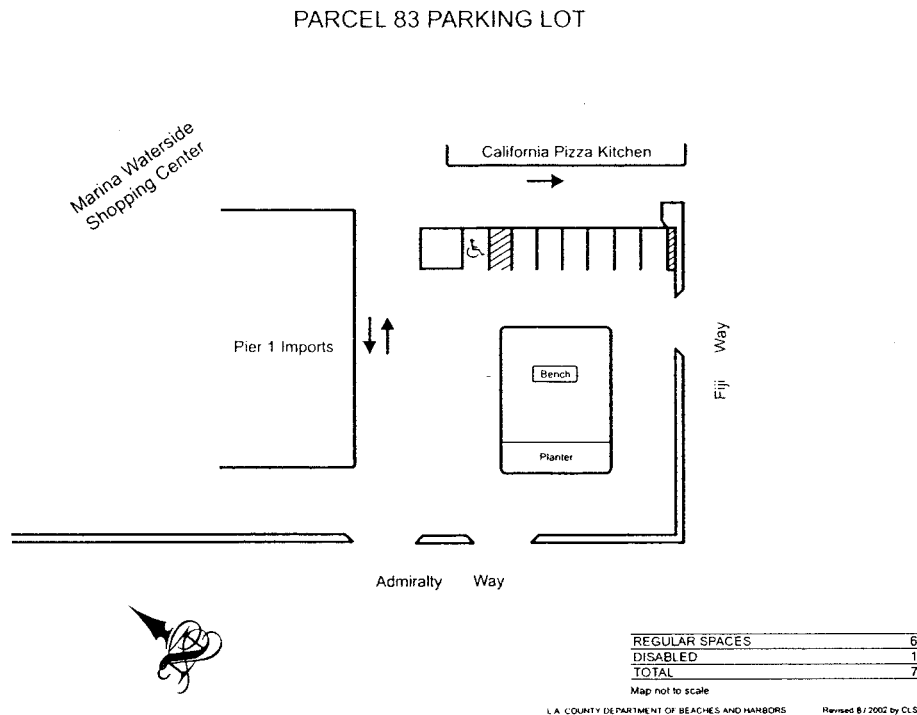 PARCEL 83 PARKING LOT
Marina Waterside
Shopping Center
California Pizza Kitchen
Pier 1 Imports
Bench
Planter
Fiji Way
Admiralty Way
REGULAR SPACES 6
DISABLED 1
TOTAL 7
Map not to scale
L.A. COUNTY DEPARTMENT OF BEACHES AND HARBORS Revised 8 / 2002 by CLS